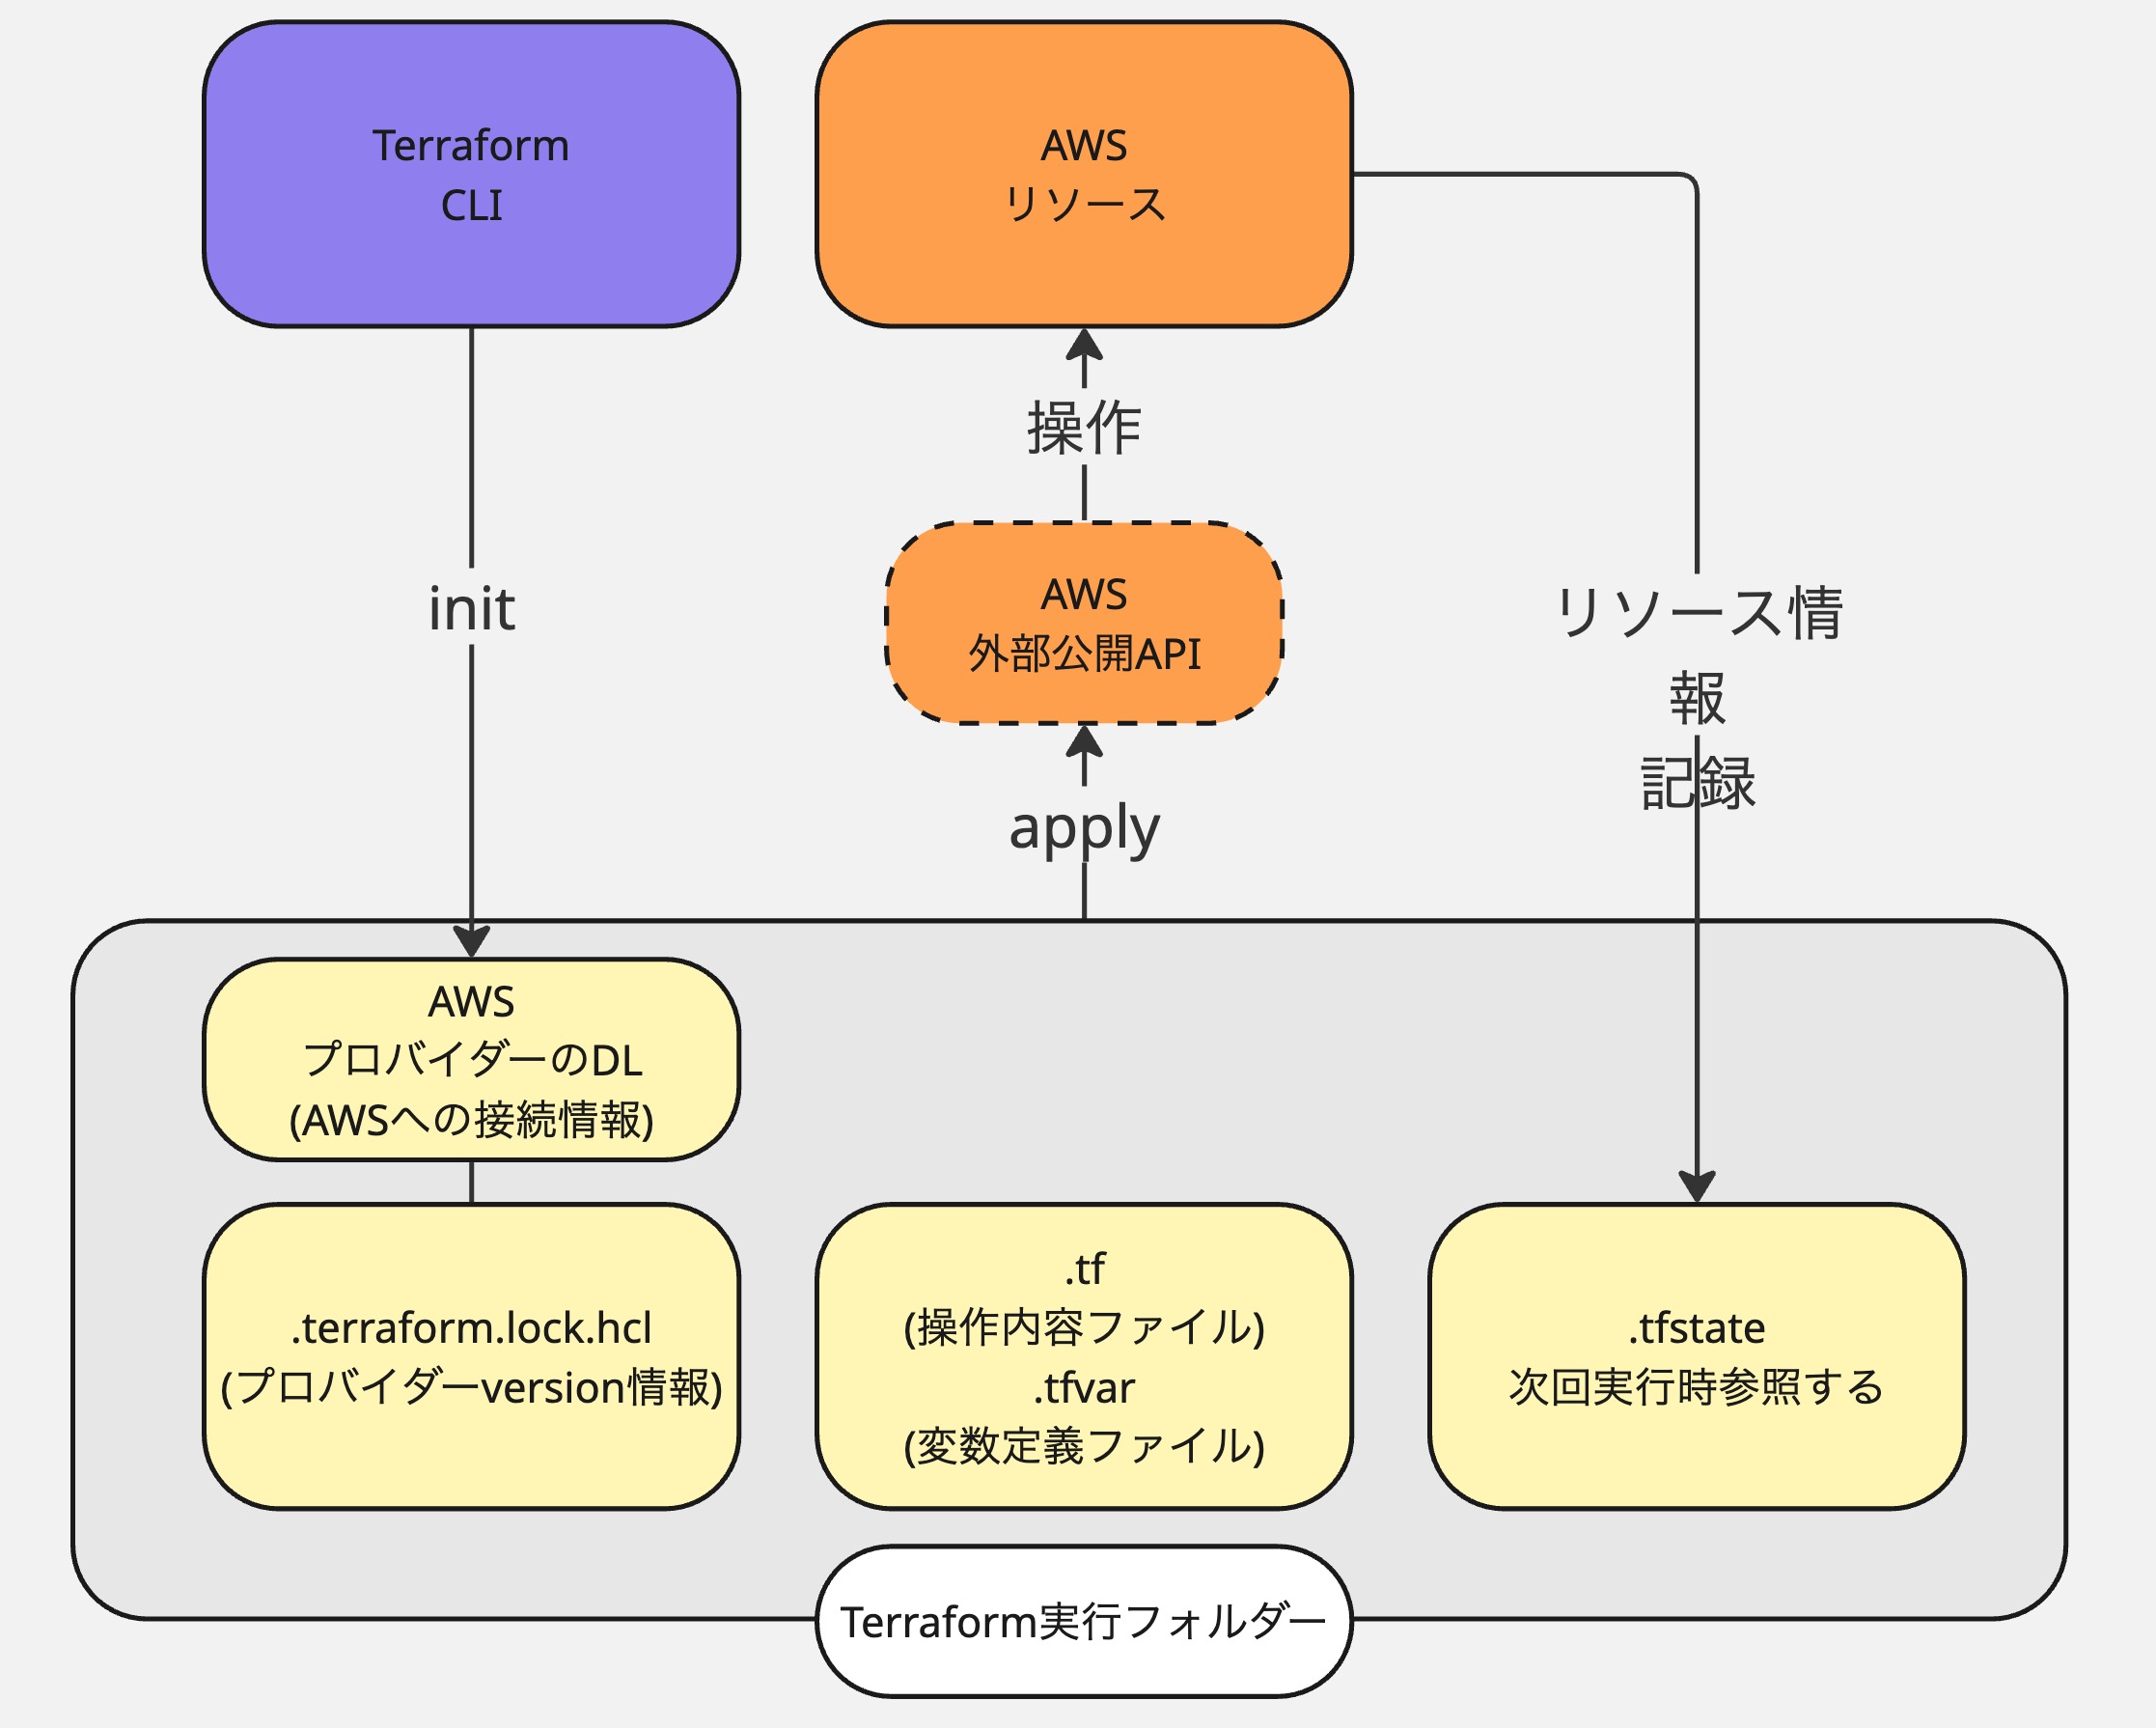 Terraform
CLI
AWS
リソース
操作
init
AWS
外部公開API
リソース情
報
記録
apply
AWS
プロバイダーのDL
(AWSへの接続情報)
.terraform.lock.hcl
(プロバイダーversion情報)
.tf
(操作内容ファイル)
.tfvar
(変数定義ファイル)
.tfstate
次回実行時参照する
Terraform実行フォルダー